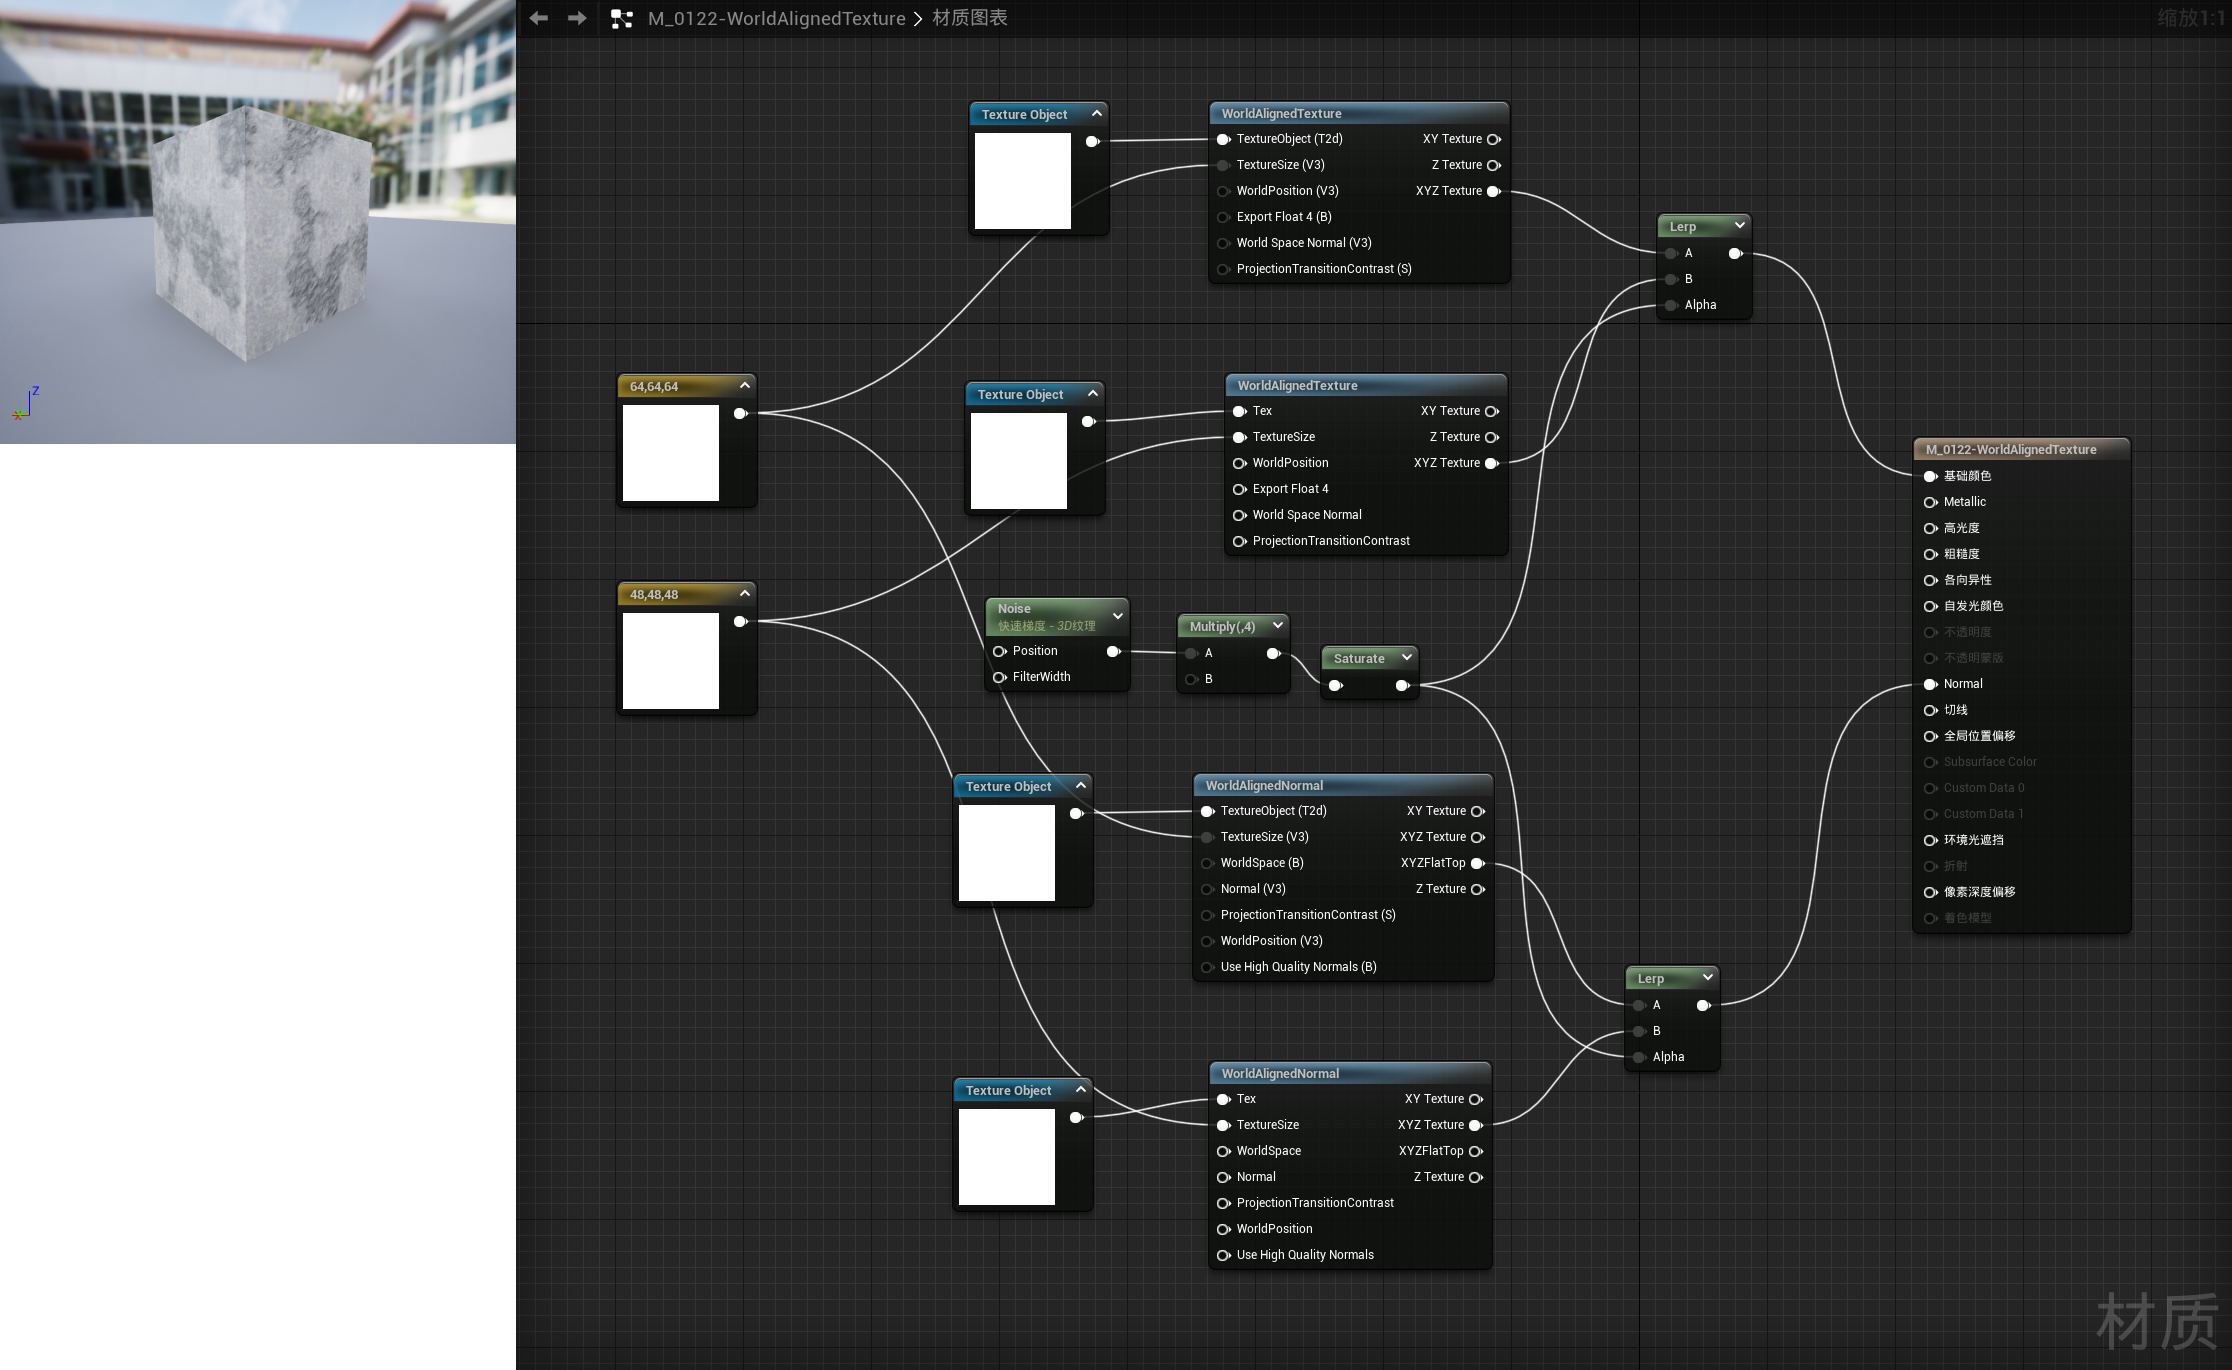 M_0122-WorldAlignedTexture > 材质图表
缩放1:1
Z
X
Texture Object
WorldAlignedTexture
TextureObject (T2d)
XY Texture
TextureSize (V3)
Z Texture
WorldPosition (V3)
XYZ Texture
Export Float 4 (B)
World Space Normal (V3)
ProjectionTransitionContrast (S)
Lerp
A
B
Alpha
64,64,64
Texture Object
WorldAlignedTexture
Tex
XY Texture
TextureSize
Z Texture
WorldPosition
XYZ Texture
Export Float 4
World Space Normal
ProjectionTransitionContrast
48,48,48
Noise
快速梯度 - 3D纹理
Position
FilterWidth
Multiply(,4)
A
B
Saturate
M_0122-WorldAlignedTexture
基础颜色
Metallic
高光度
粗糙度
各向异性
自发光颜色
不透明度
不透明蒙版
Normal
切线
全局位置偏移
Subsurface Color
Custom Data 0
Custom Data 1
环境光遮挡
折射
像素深度偏移
着色模型
Texture Object
WorldAlignedNormal
TextureObject (T2d)
XY Texture
TextureSize (V3)
XYZ Texture
WorldSpace (B)
XYZFlatTop
Normal (V3)
Z Texture
ProjectionTransitionContrast (S)
WorldPosition (V3)
Use High Quality Normals (B)
Lerp
A
B
Alpha
Texture Object
WorldAlignedNormal
Tex
XY Texture
TextureSize
XYZ Texture
WorldSpace
XYZFlatTop
Normal
Z Texture
ProjectionTransitionContrast
WorldPosition
Use High Quality Normals
材质